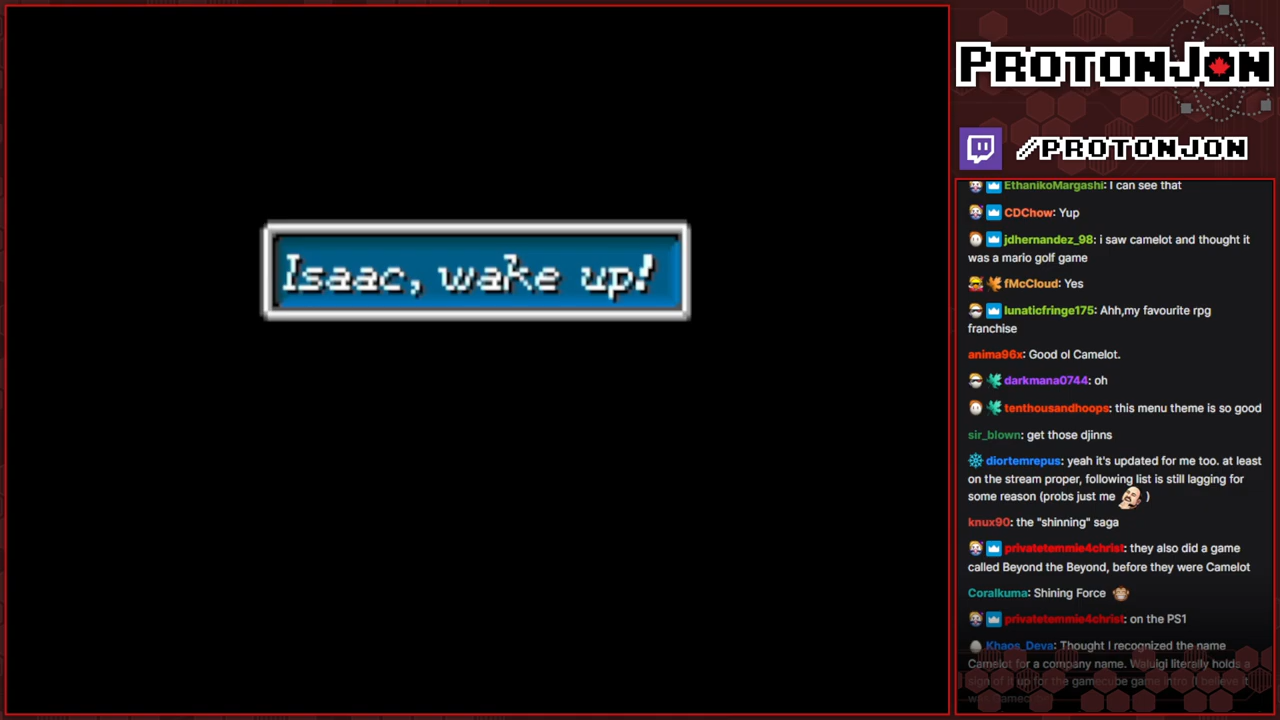 Isaac, wake up!
PROTONJON
/PROTONJON
EthanikoMargashi: I can see that
CDChow: Yup
jdhernandez_98: i saw camelot and thought it
was a mario golf game
fMcCloud: Yes
lunaticfringe175: Ahh,my favourite rpg
franchise
anima96x: Good ol Camelot.
darkmana0744: oh
tenthousandhoops: this menu theme is so good
sir_blown: get those djinns
diortemrepus: yeah it's updated for me too. at least
on the stream proper, following list is still lagging for
some reason (probs just me )
knux90: the "shinning" saga
privatetemmie4christ: they also did a game
called Beyond the Beyond, before they were Camelot
Coralkuma: Shining Force
privatetemmie4christ: on the PS1
Khaos_Deva: Thought I recognized the name
Camelot for a company name. Waluigi literally holds a
sign of it up for the gamecube game intro (I believe it
was